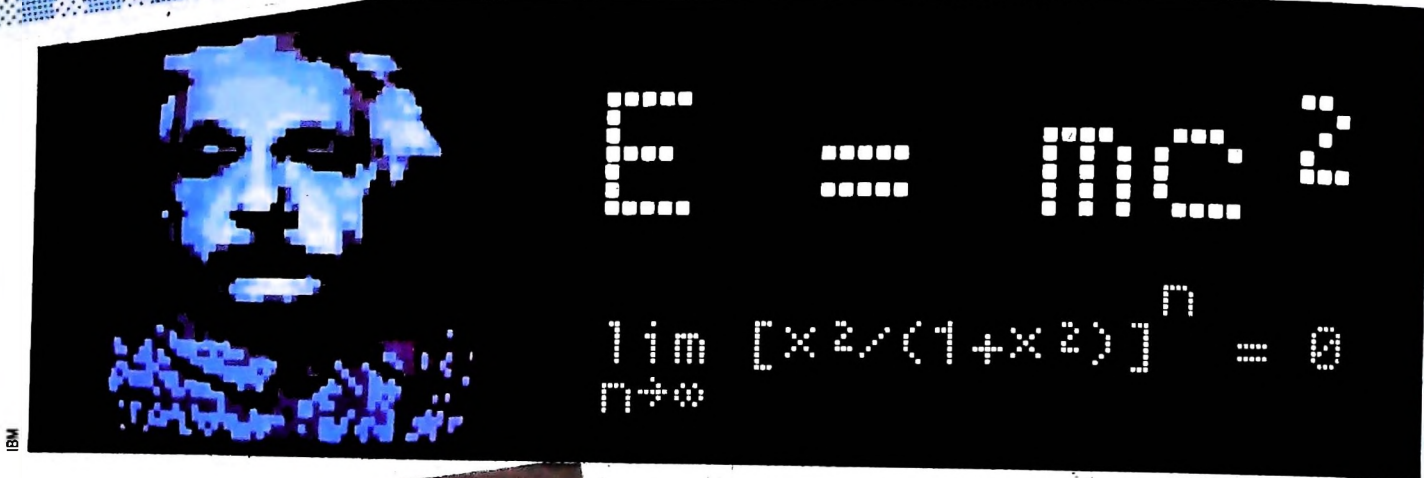 E = mc²
lim [x²/(1+x²)]ⁿ = 0
n→∞
IBM